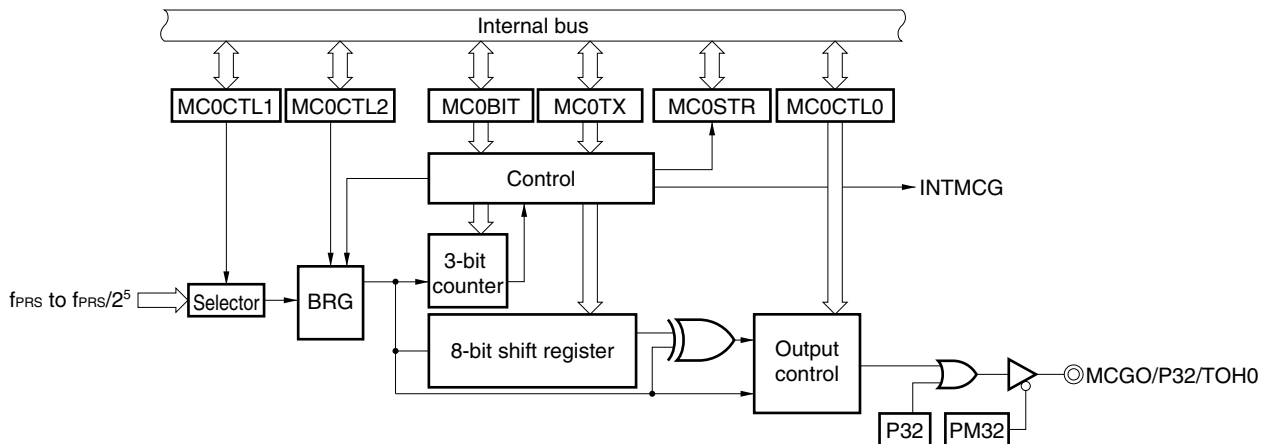 Internal bus
MC0CTL1 MC0CTL2 MC0BIT MC0TX MC0STR MC0CTL0
Control
INTMCG
3-bit
counter
fPRS to fPRS/2⁵
Selector
BRG
8-bit shift register
Output
control
MCGO/P32/TOH0
P32
PM32